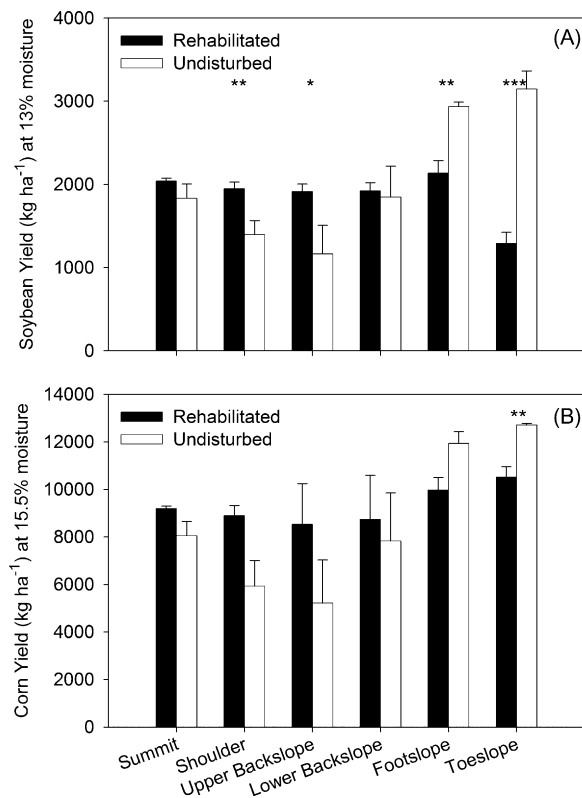 4000
(A)
Rehabilitated
Undisturbed
** * ** ***
3000
2000
1000
0
Soybean Yield (kg ha⁻¹) at 13% moisture
14000
(B)
Rehabilitated
Undisturbed
**
12000
10000
8000
6000
4000
2000
0
Corn Yield (kg ha⁻¹) at 15.5% moisture
Summit
Shoulder
Upper Backslope
Lower Backslope
Footslope
Toeslope